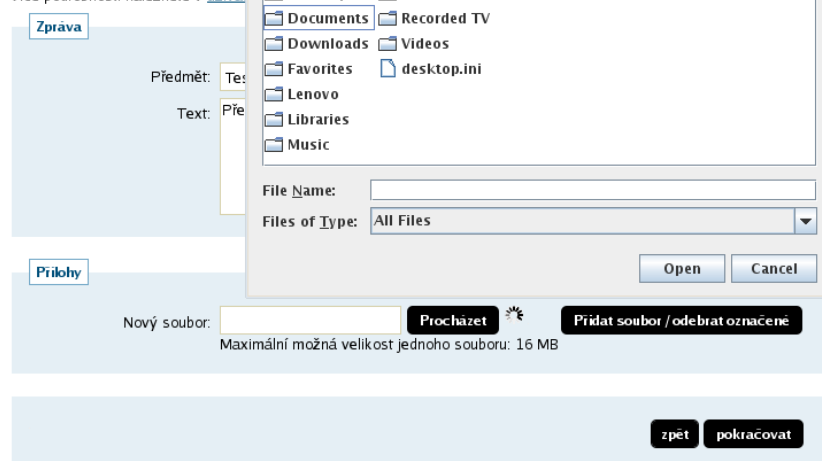 Zpráva
Documents Recorded TV
Downloads Videos
Předmět: Tes Favorites desktop.ini
Lenovo
Text: Pře Libraries
Music
File Name:
Files of Type: All Files
Open Cancel
Přílohy
Nový soubor: Procházet Přidat soubor / odebrat označené
Maximální možná velikost jednoho souboru: 16 MB
zpět pokračovat